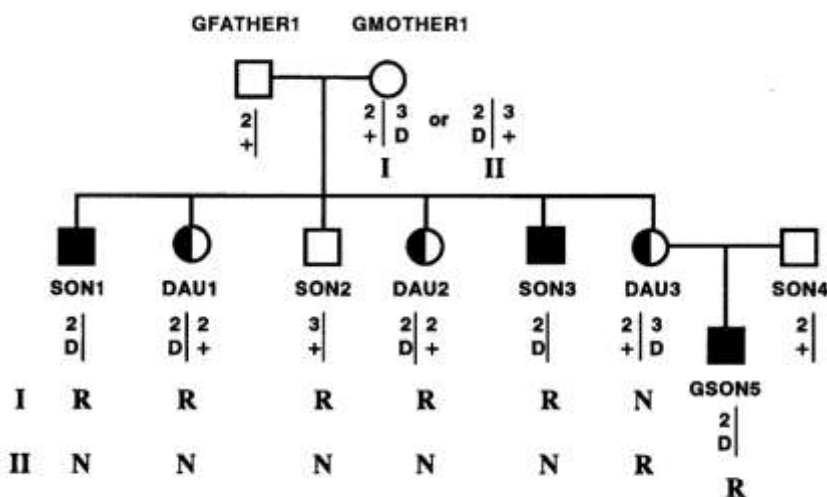 GFATHER1 GMOTHER1
2 2 3 or 2 3
+ + D D +
I II
SON1 DAU1 SON2 DAU2 SON3 DAU3 SON4
2 2 2 3 2 2 2 2 3 2
D D + + D + D + D +
GSON5
I R R R R R N
2
D
II N N N N N R
R